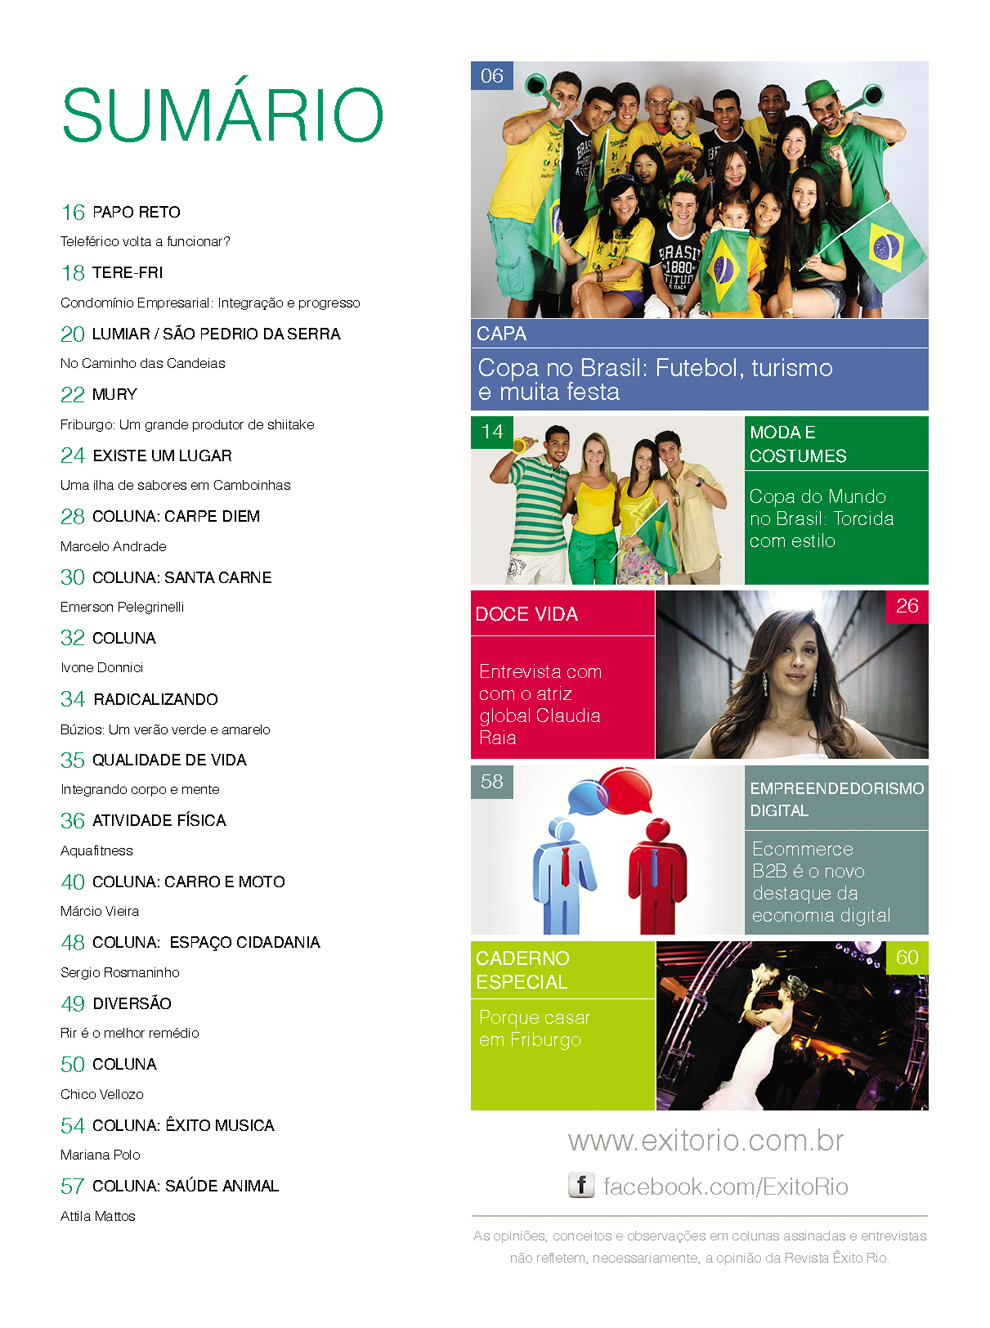 SUMÁRIO
16 PAPO RETO
Teleférico volta a funcionar?
18 TERE-FRI
Condomínio Empresarial: Integração e progresso
20 LUMIAR / SÃO PEDRIO DA SERRA
No Caminho das Candeias
22 MURY
Friburgo: Um grande produtor de shiitake
24 EXISTE UM LUGAR
Uma ilha de sabores em Camboinhas
28 COLUNA: CARPE DIEM
Marcelo Andrade
30 COLUNA: SANTA CARNE
Emerson Pelegrinelli
32 COLUNA
Ivone Donnici
34 RADICALIZANDO
Búzios: Um verão verde e amarelo
35 QUALIDADE DE VIDA
Integrando corpo e mente
36 ATIVIDADE FÍSICA
Aquafitness
40 COLUNA: CARRO E MOTO
Márcio Vieira
48 COLUNA: ESPAÇO CIDADANIA
Sergio Rosmaninho
49 DIVERSÃO
Rir é o melhor remédio
50 COLUNA
Chico Vellozo
54 COLUNA: ÊXITO MUSICA
Mariana Polo
57 COLUNA: SAÚDE ANIMAL
Attila Mattos
06
BRASIL
BRASIL
1880
CAPA
Copa no Brasil: Futebol, turismo
e muita festa
14
MODA E
COSTUMES
Copa do Mundo
no Brasil: Torcida
com estilo
DOCE VIDA
26
Entrevista com
com o atriz
global Claudia
Raia
58
EMPREENDEDORISMO
DIGITAL
Ecommerce
B2B é o novo
destaque da
economia digital
CADERNO
ESPECIAL
60
Porque casar
em Friburgo
www.exitorio.com.br
f facebook.com/ExitoRio
As opiniões, conceitos e observações em colunas assinadas e entrevistas
não refletem, necessariamente, a opinião da Revista Êxito Rio.